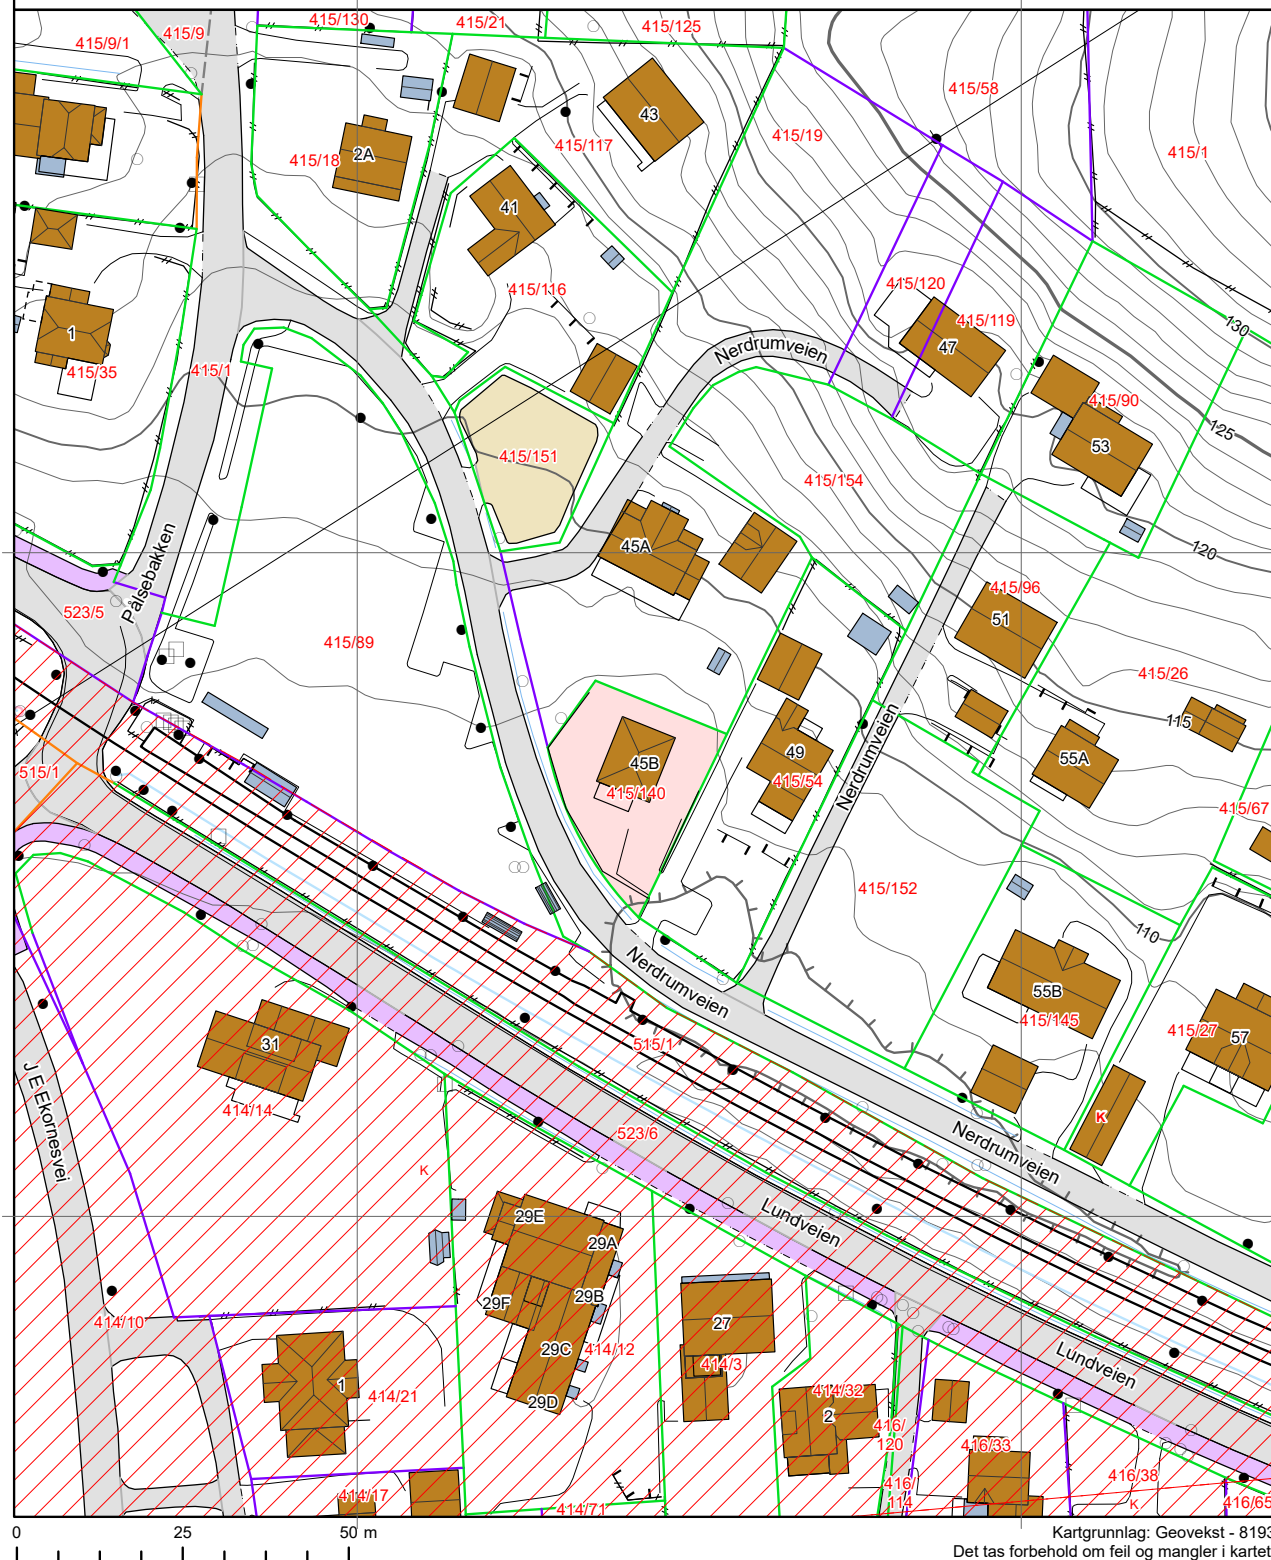 415/130
415/21
415/125
415/9
415/9/1
415/58
43
415/19
415/117
415/1
2A
415/18
41
415/120
415/116
415/119
130
1
Nerdrumveien
47
415/35
415/1
415/90
125
53
415/151
415/154
45A
120
Pålsebakken
415/96
523/5
51
415/89
415/26
115
49
55A
45B
Nerdrumveien
515/1
415/54
415/140
415/67
415/152
110
Nerdrumveien
55B
415/145
415/27
31
515/1
57
J E Ekornesvei
414/14
K
523/6
Nerdrumveien
K
29E
Lundveien
29A
29B
29F
414/10
27
29C
414/12
Lundveien
414/3
1
414/21
414/32
29D
2
416/
120
416/33
416/38
416/
114
414/17
414/71
K
416/65
0 25 50 m
Kartgrunnlag: Geovekst - 8193
Det tas forbehold om feil og mangler i kartet